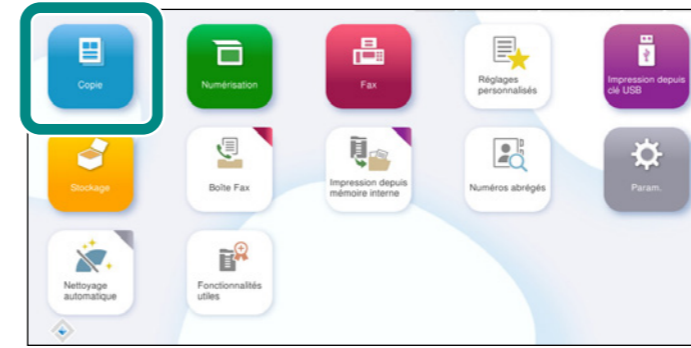 Copie
Numérisation
Fax
Réglages
personnalisés
Impression depuis
clé USB
Stockage
Boîte Fax
Impression depuis
mémoire interne
Numéros abrégés
Param.
Nettoyage
automatique
Fonctionnalités
utiles